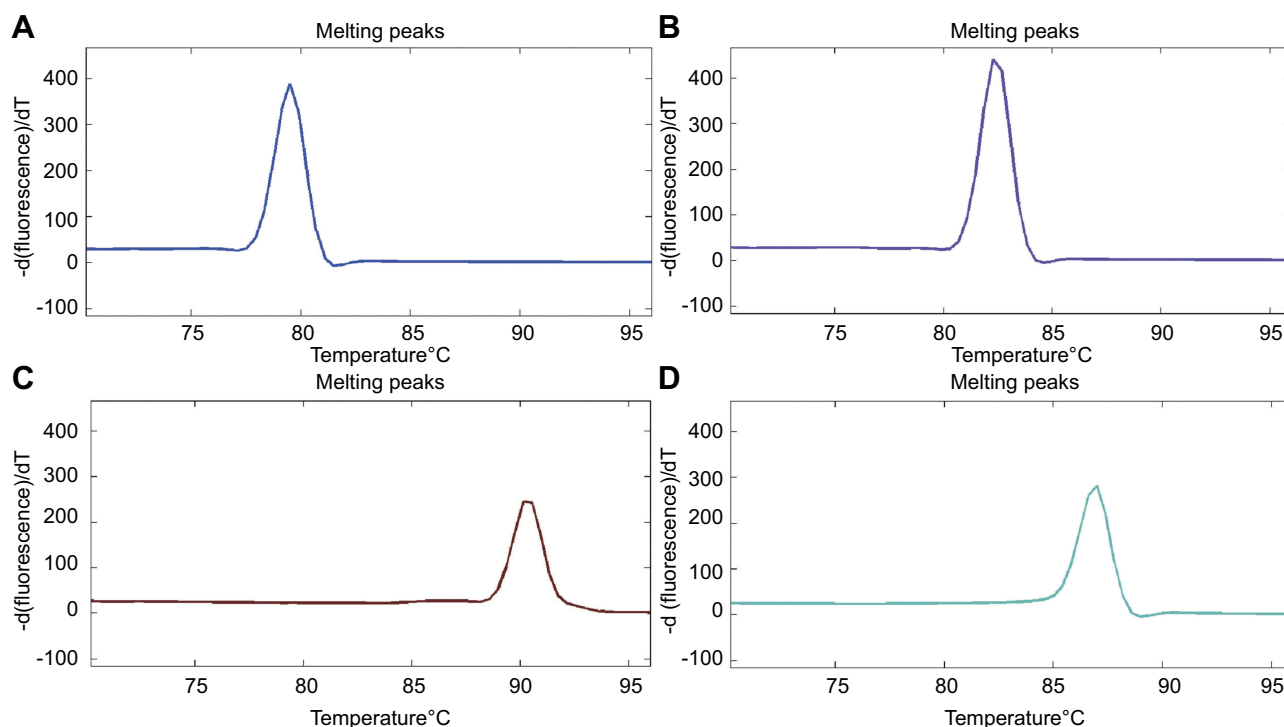 A
Melting peaks
-d(fluorescence)/dT
400
300
200
100
0
-100
75
80
85
90
95
Temperature°C
B
Melting peaks
-d(fluorescence)/dT
400
300
200
100
0
-100
75
80
85
90
95
Temperature°C
C
Melting peaks
-d(fluorescence)/dT
400
300
200
100
0
-100
75
80
85
90
95
Temperature°C
D
Melting peaks
-d (fluorescence)/dT
400
300
200
100
0
-100
75
80
85
90
95
Temperature°C